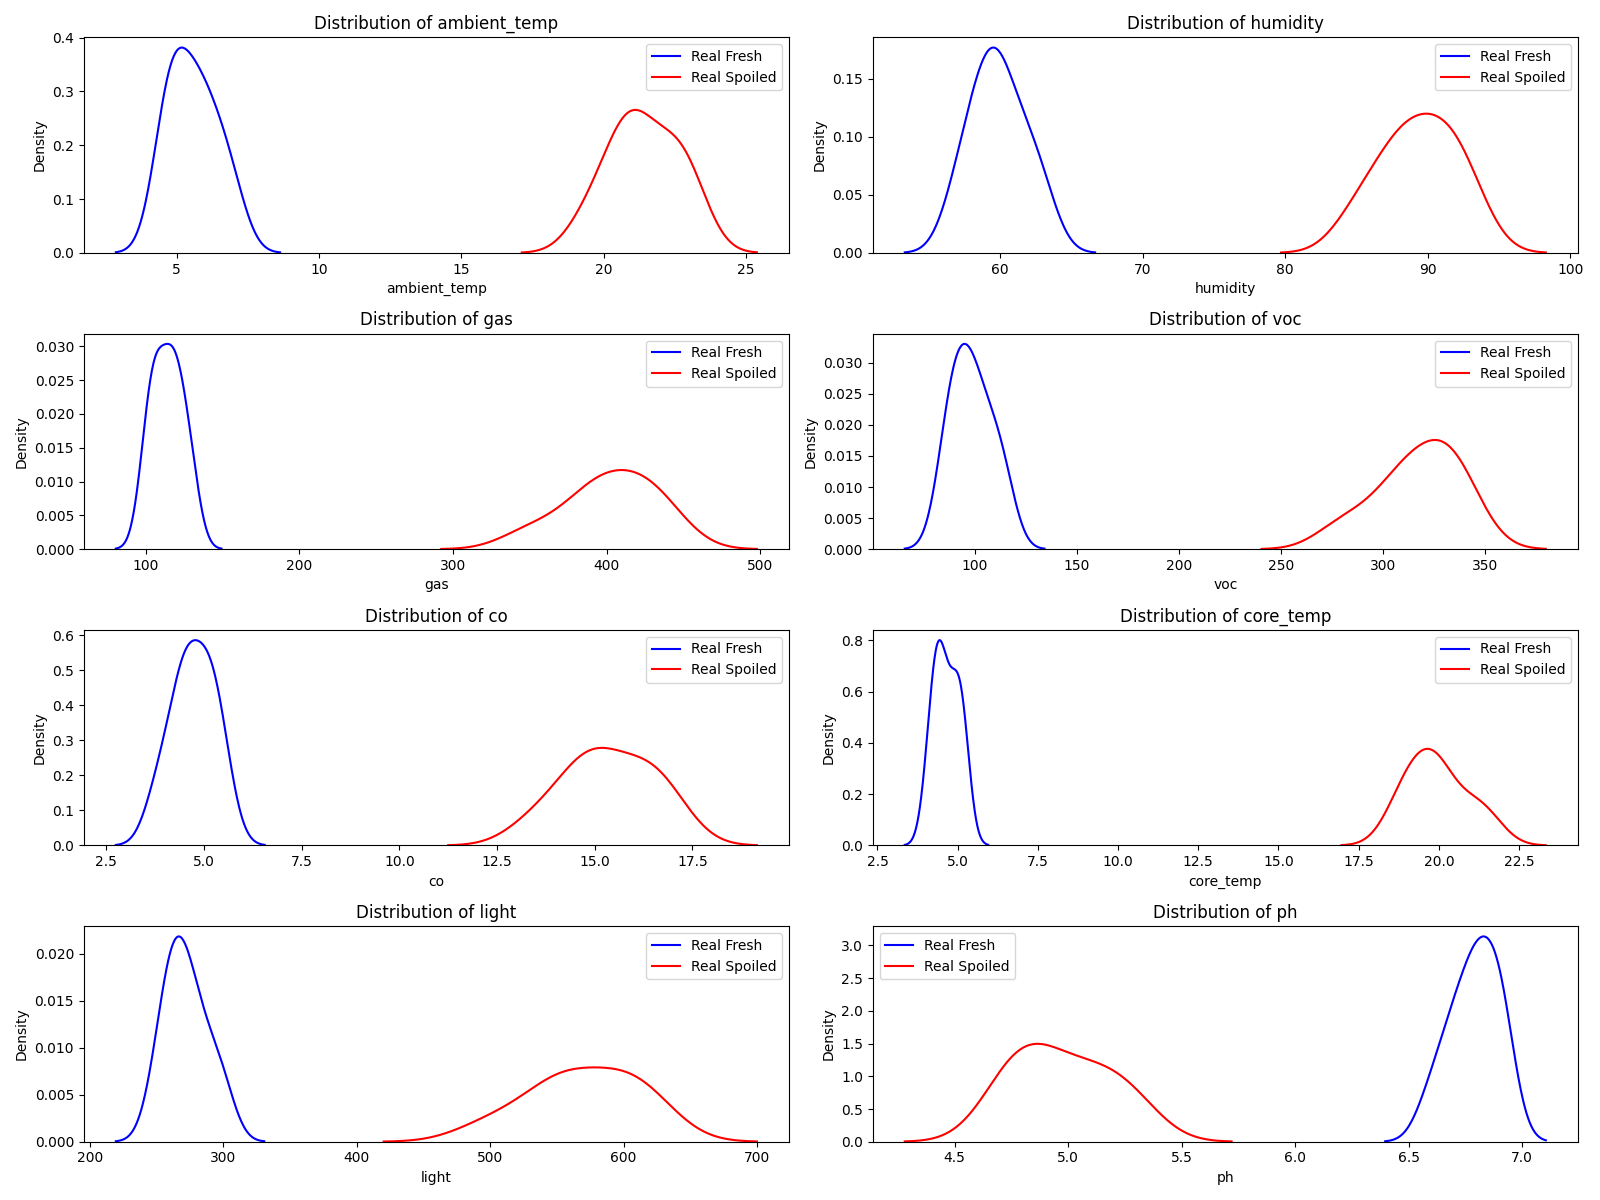 Distribution of ambient_temp
Density
0.4
0.3
0.2
0.1
0.0
Real Fresh
Real Spoiled
5 10 15 20 25
ambient_temp
Distribution of humidity
Density
0.15
0.10
0.05
0.00
Real Fresh
Real Spoiled
60 70 80 90 100
humidity
Distribution of gas
Density
0.030
0.025
0.020
0.015
0.010
0.005
0.000
Real Fresh
Real Spoiled
100 200 300 400 500
gas
Distribution of voc
Density
0.030
0.025
0.020
0.015
0.010
0.005
0.000
Real Fresh
Real Spoiled
100 150 200 250 300 350
voc
Distribution of co
Density
0.6
0.5
0.4
0.3
0.2
0.1
0.0
Real Fresh
Real Spoiled
2.5 5.0 7.5 10.0 12.5 15.0 17.5
co
Distribution of core_temp
Density
0.8
0.6
0.4
0.2
0.0
Real Fresh
Real Spoiled
2.5 5.0 7.5 10.0 12.5 15.0 17.5 20.0 22.5
core_temp
Distribution of light
Density
0.020
0.015
0.010
0.005
0.000
Real Fresh
Real Spoiled
200 300 400 500 600 700
light
Distribution of ph
Density
3.0
2.5
2.0
1.5
1.0
0.5
0.0
Real Fresh
Real Spoiled
4.5 5.0 5.5 6.0 6.5 7.0
ph